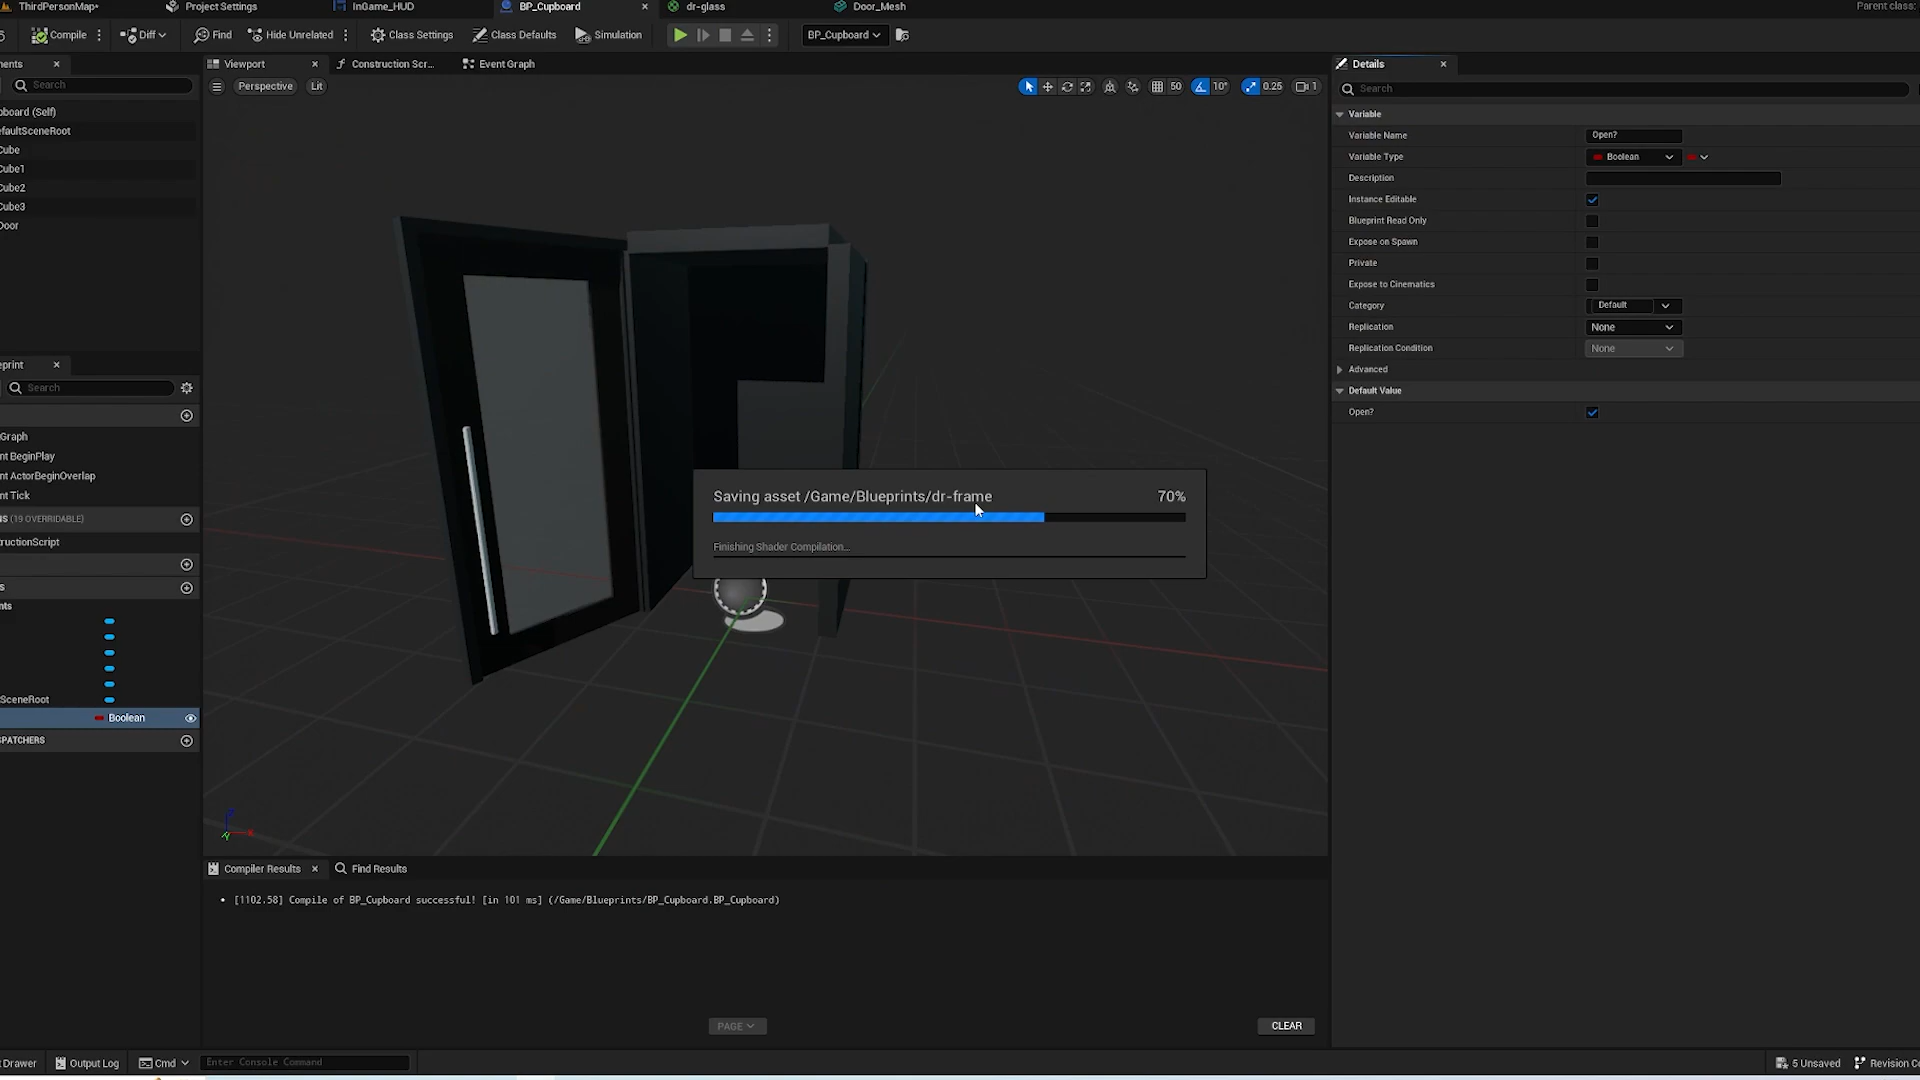 ThirdPersonMap*
Project Settings
InGame_HUD
BP_Cupboard
dr-glass
Door_Mesh
Parent class:
Compile
Diff
Find
Hide Unrelated
Class Settings
Class Defaults
Simulation
BP_Cupboard
nents
Viewport
Construction Scr...
Event Graph
Details
Search
Perspective
Lit
50
10°
0.25
1
Search
pboard (Self)
efaultSceneRoot
Cube
Cube1
Cube2
Cube3
Door
Variable
Variable Name
Open?
Variable Type
Boolean
Description
Instance Editable
Blueprint Read Only
Expose on Spawn
Private
Expose to Cinematics
Category
Default
Replication
None
Replication Condition
None
Advanced
Default Value
Open?
eprint
Search
Graph
nt BeginPlay
nt ActorBeginOverlap
nt Tick
NS (19 OVERRIDABLE)
tructionScript
S
nts
SceneRoot
Boolean
SPATCHERS
Saving asset /Game/Blueprints/dr-frame
70%
Finishing Shader Compilation...
Compiler Results
Find Results
[1102.58] Compile of BP_Cupboard successful! [in 101 ms] (/Game/Blueprints/BP_Cupboard.BP_Cupboard)
PAGE
CLEAR
t Drawer
Output Log
Cmd
Enter Console Command
5 Unsaved
Revision Co